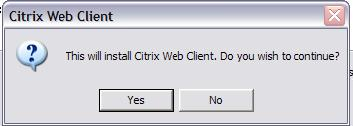 Citrix Web Client
This will install Citrix Web Client. Do you wish to continue?
Yes
No